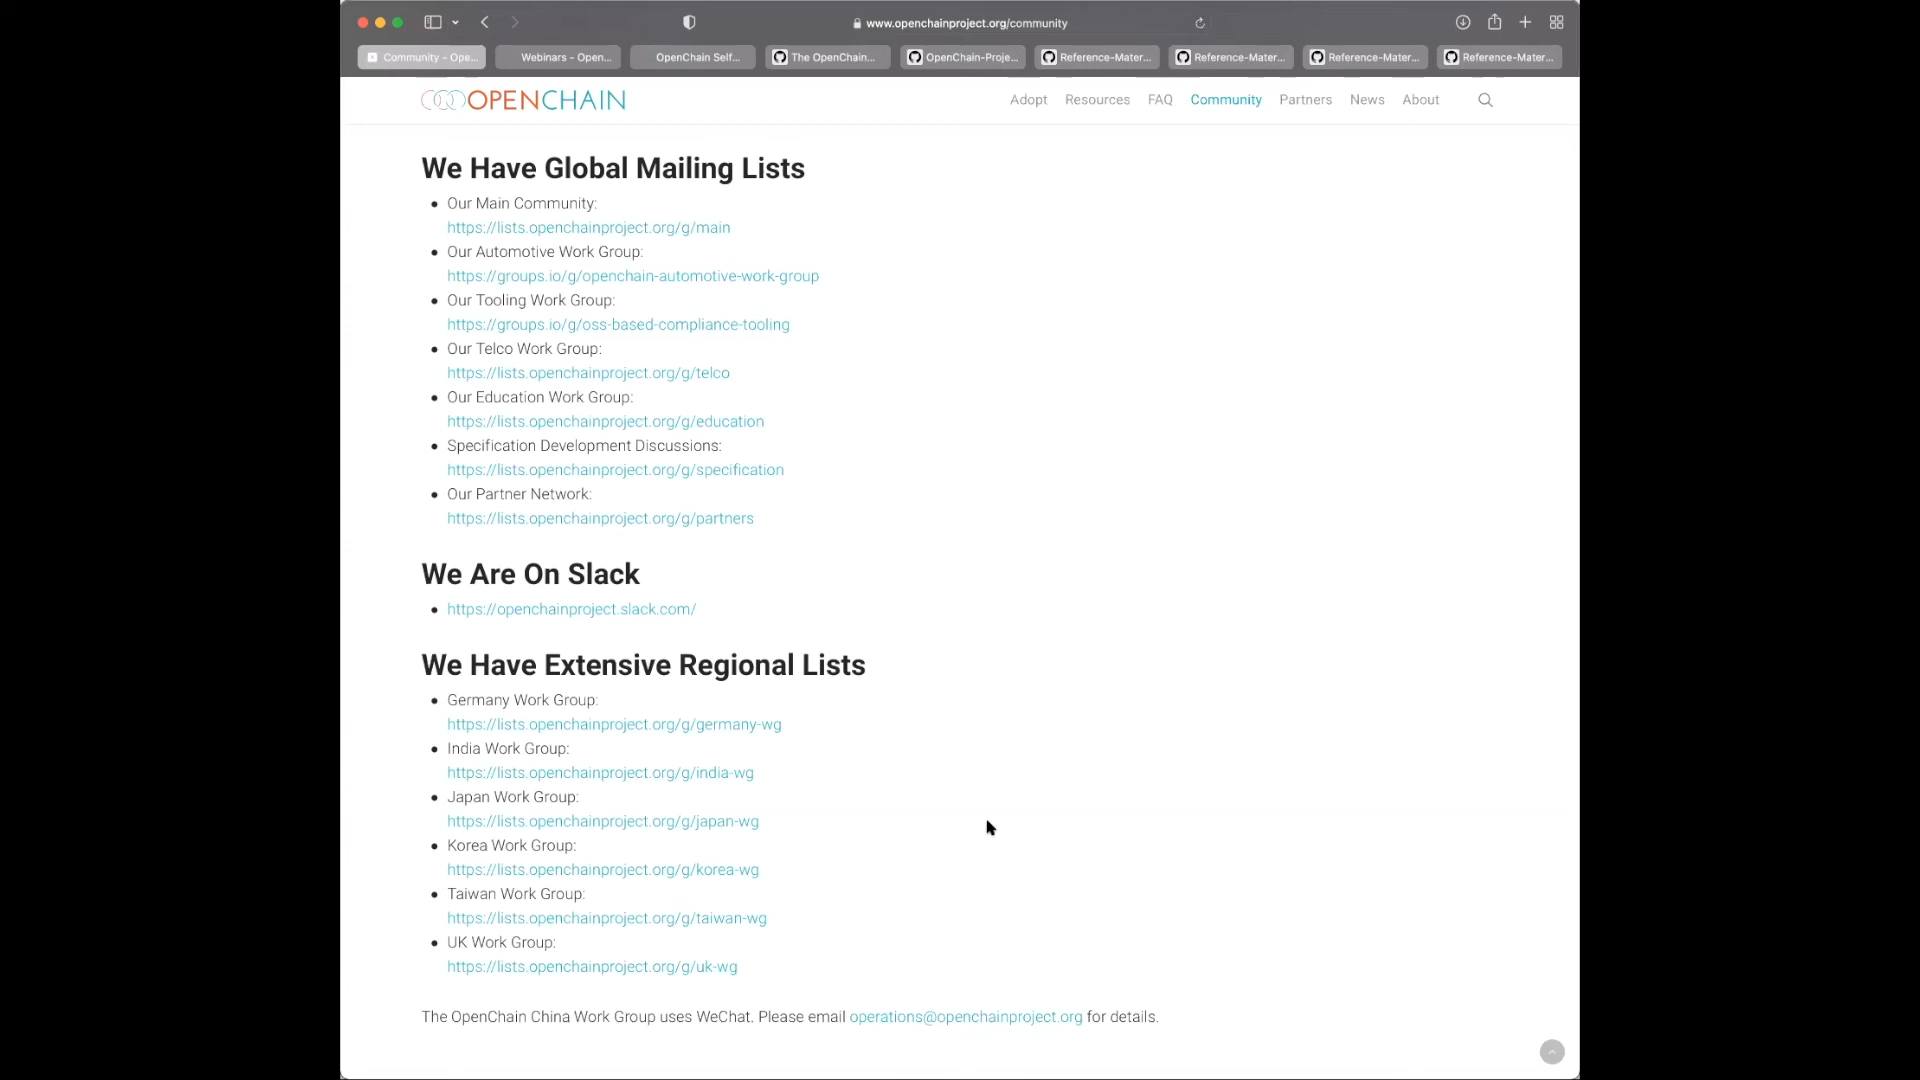 www.openchainproject.org/community
Community – Ope...
Webinars – Open...
OpenChain Self...
The OpenChain...
OpenChain-Proje...
Reference-Mater...
Reference-Mater...
Reference-Mater...
Reference-Mater...
OPENCHAIN
Adopt Resources FAQ Community Partners News About
We Have Global Mailing Lists
Our Main Community:
https://lists.openchainproject.org/g/main
Our Automotive Work Group:
https://groups.io/g/openchain-automotive-work-group
Our Tooling Work Group:
https://groups.io/g/oss-based-compliance-tooling
Our Telco Work Group:
https://lists.openchainproject.org/g/telco
Our Education Work Group:
https://lists.openchainproject.org/g/education
Specification Development Discussions:
https://lists.openchainproject.org/g/specification
Our Partner Network:
https://lists.openchainproject.org/g/partners
We Are On Slack
https://openchainproject.slack.com/
We Have Extensive Regional Lists
Germany Work Group:
https://lists.openchainproject.org/g/germany-wg
India Work Group:
https://lists.openchainproject.org/g/india-wg
Japan Work Group:
https://lists.openchainproject.org/g/japan-wg
Korea Work Group:
https://lists.openchainproject.org/g/korea-wg
Taiwan Work Group:
https://lists.openchainproject.org/g/taiwan-wg
UK Work Group:
https://lists.openchainproject.org/g/uk-wg
The OpenChain China Work Group uses WeChat. Please email operations@openchainproject.org for details.